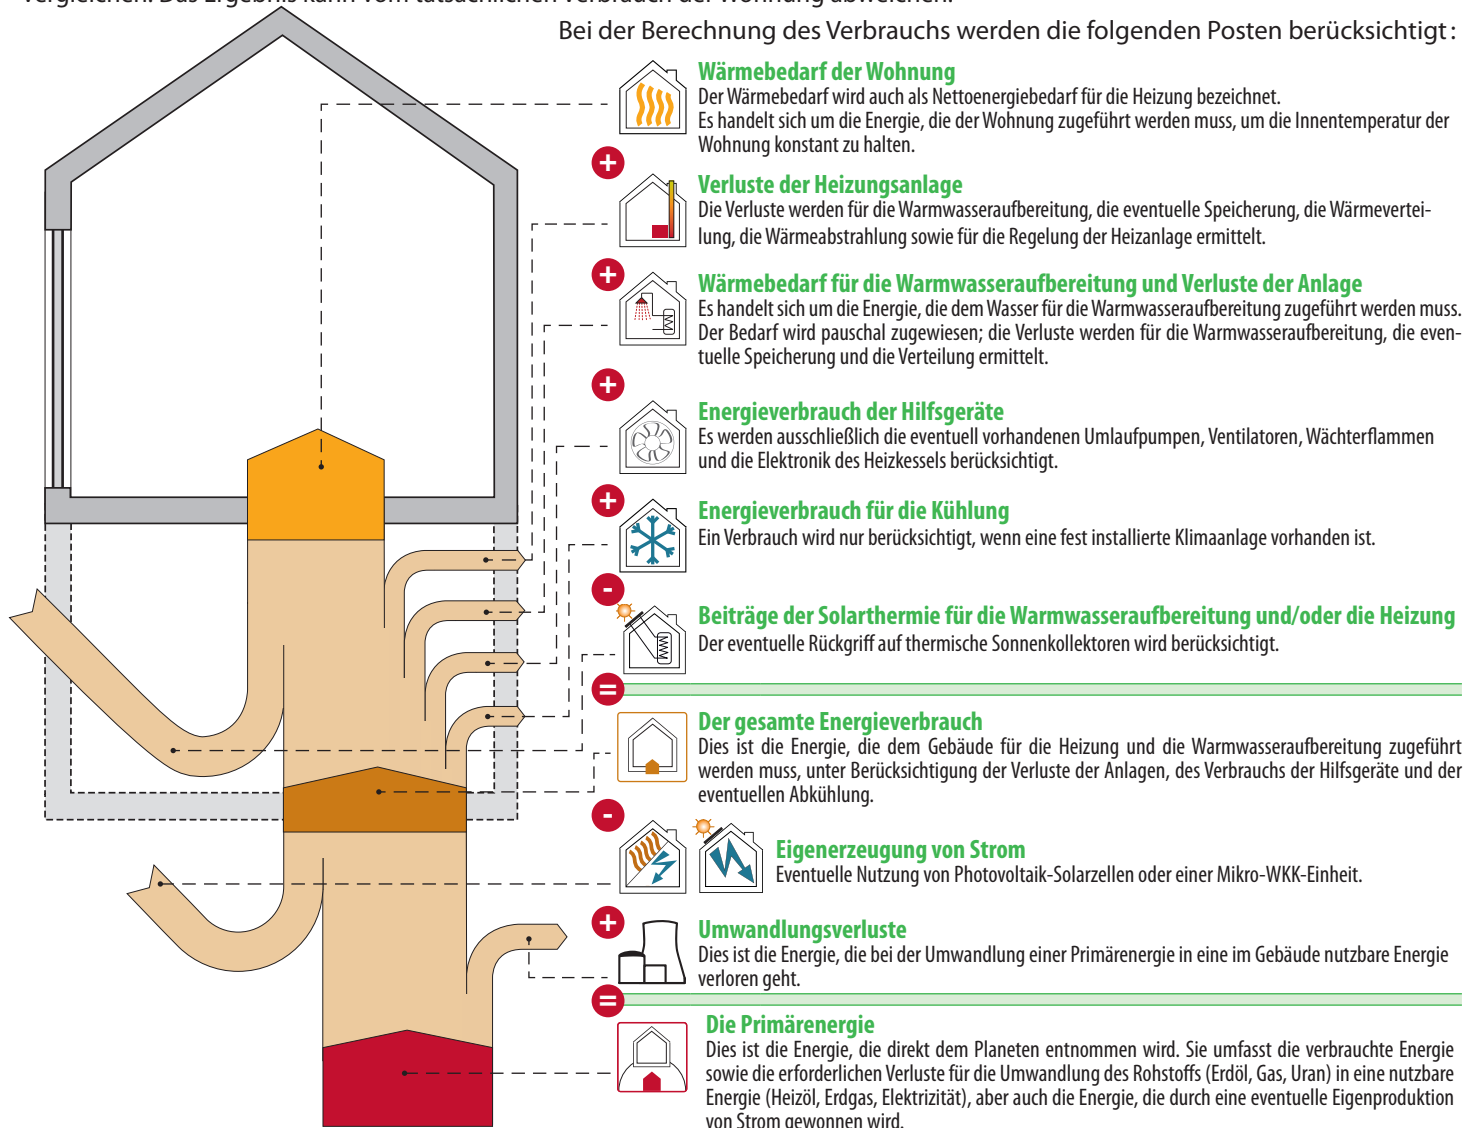 vergleichen. Das Ergebnis kann vom tatsächlichen Verbrauch der Wohnung abweichen.
Bei der Berechnung des Verbrauchs werden die folgenden Posten berücksichtigt :
Wärmebedarf der Wohnung
Der Wärmebedarf wird auch als Nettoenergiebedarf für die Heizung bezeichnet.
Es handelt sich um die Energie, die der Wohnung zugeführt werden muss, um die Innentemperatur der
Wohnung konstant zu halten.
+
Verluste der Heizungsanlage
Die Verluste werden für die Warmwasseraufbereitung, die eventuelle Speicherung, die Wärmevertei-
lung, die Wärmeabstrahlung sowie für die Regelung der Heizanlage ermittelt.
+
Wärmebedarf für die Warmwasseraufbereitung und Verluste der Anlage
Es handelt sich um die Energie, die dem Wasser für die Warmwasseraufbereitung zugeführt werden muss.
Der Bedarf wird pauschal zugewiesen; die Verluste werden für die Warmwasseraufbereitung, die even-
tuelle Speicherung und die Verteilung ermittelt.
+
Energieverbrauch der Hilfsgeräte
Es werden ausschließlich die eventuell vorhandenen Umlaufpumpen, Ventilatoren, Wächterflammen
und die Elektronik des Heizkessels berücksichtigt.
+
Energieverbrauch für die Kühlung
Ein Verbrauch wird nur berücksichtigt, wenn eine fest installierte Klimaanlage vorhanden ist.
-
Beiträge der Solarthermie für die Warmwasseraufbereitung und/oder die Heizung
Der eventuelle Rückgriff auf thermische Sonnenkollektoren wird berücksichtigt.
=
Der gesamte Energieverbrauch
Dies ist die Energie, die dem Gebäude für die Heizung und die Warmwasseraufbereitung zugeführt
werden muss, unter Berücksichtigung der Verluste der Anlagen, des Verbrauchs der Hilfsgeräte und der
eventuellen Abkühlung.
-
Eigenerzeugung von Strom
Eventuelle Nutzung von Photovoltaik-Solarzellen oder einer Mikro-WKK-Einheit.
+
Umwandlungsverluste
Dies ist die Energie, die bei der Umwandlung einer Primärenergie in eine im Gebäude nutzbare Energie
verloren geht.
=
Die Primärenergie
Dies ist die Energie, die direkt dem Planeten entnommen wird. Sie umfasst die verbrauchte Energie
sowie die erforderlichen Verluste für die Umwandlung des Rohstoffs (Erdöl, Gas, Uran) in eine nutzbare
Energie (Heizöl, Erdgas, Elektrizität), aber auch die Energie, die durch eine eventuelle Eigenproduktion
von Strom gewonnen wird.